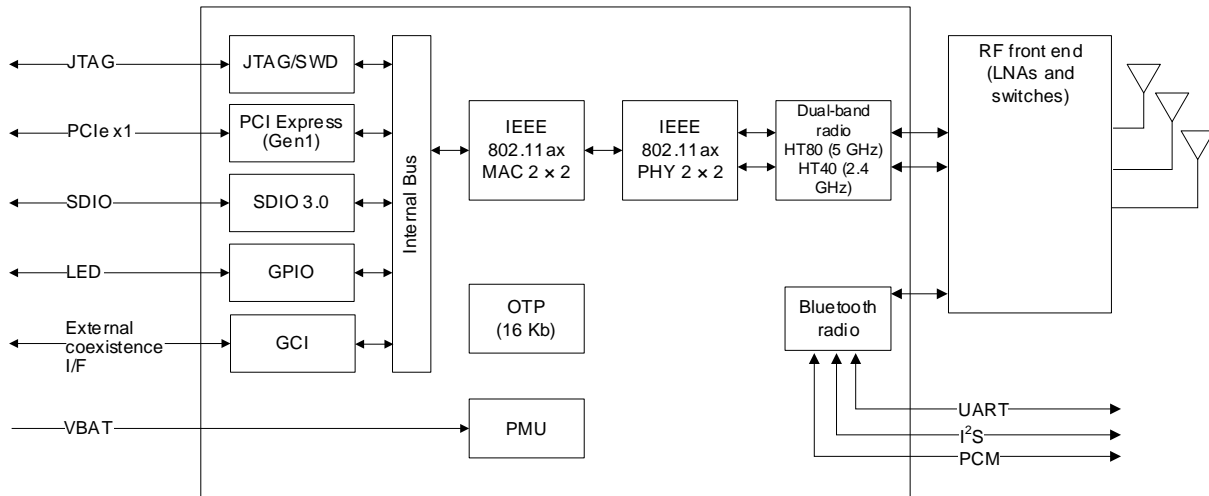 JTAG
JTAG/SWD
PCIe x1
PCI Express
(Gen1)
SDIO
SDIO 3.0
LED
GPIO
External
coexistence
I/F
GCI
VBAT
PMU
Internal Bus
IEEE
802.11ax
MAC 2 × 2
IEEE
802.11ax
PHY 2 × 2
Dual-band
radio
HT80 (5 GHz)
HT40 (2.4
GHz)
RF front end
(LNAs and
switches)
OTP
(16 Kb)
Bluetooth
radio
UART
I²S
PCM